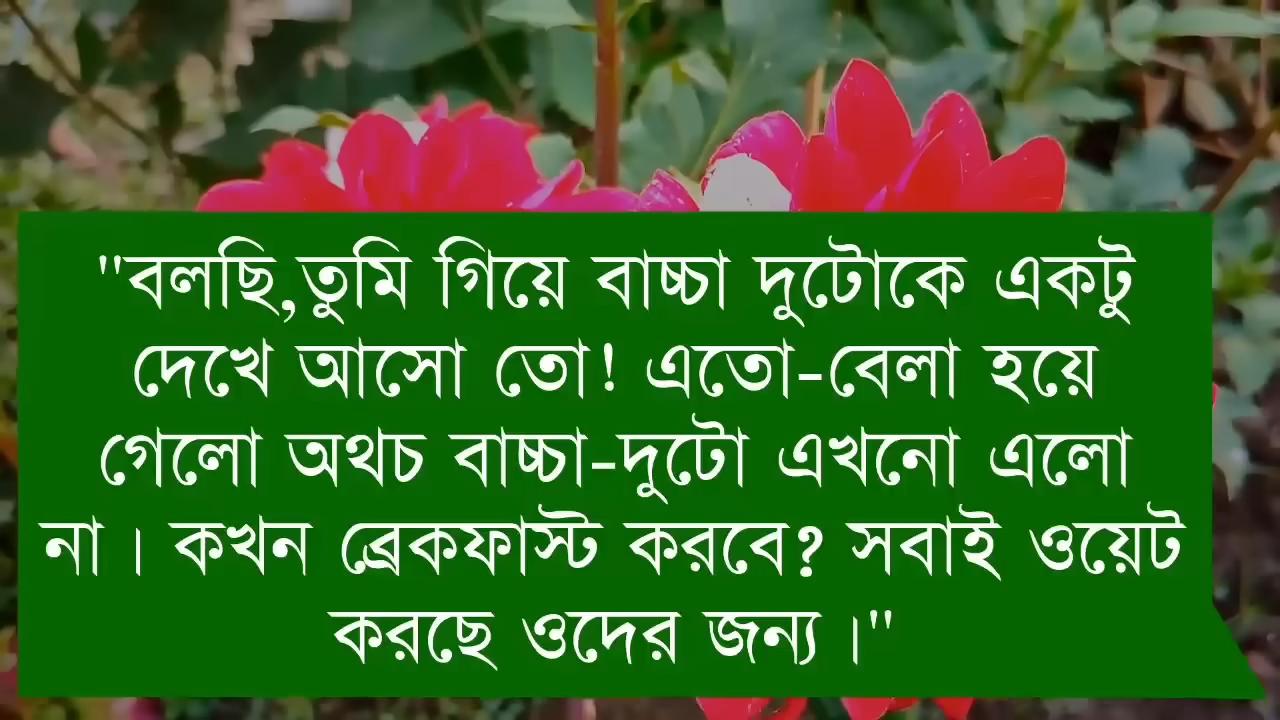 "বলছি,তুমি গিয়ে বাচ্চা দুটোকে একটু
দেখে আসো তো! এতো-বেলা হয়ে
গেলো অথচ বাচ্চা-দুটো এখনো এলো
না। কখন ব্রেকফাস্ট করবে? সবাই ওয়েট
করছে ওদের জন্য।"